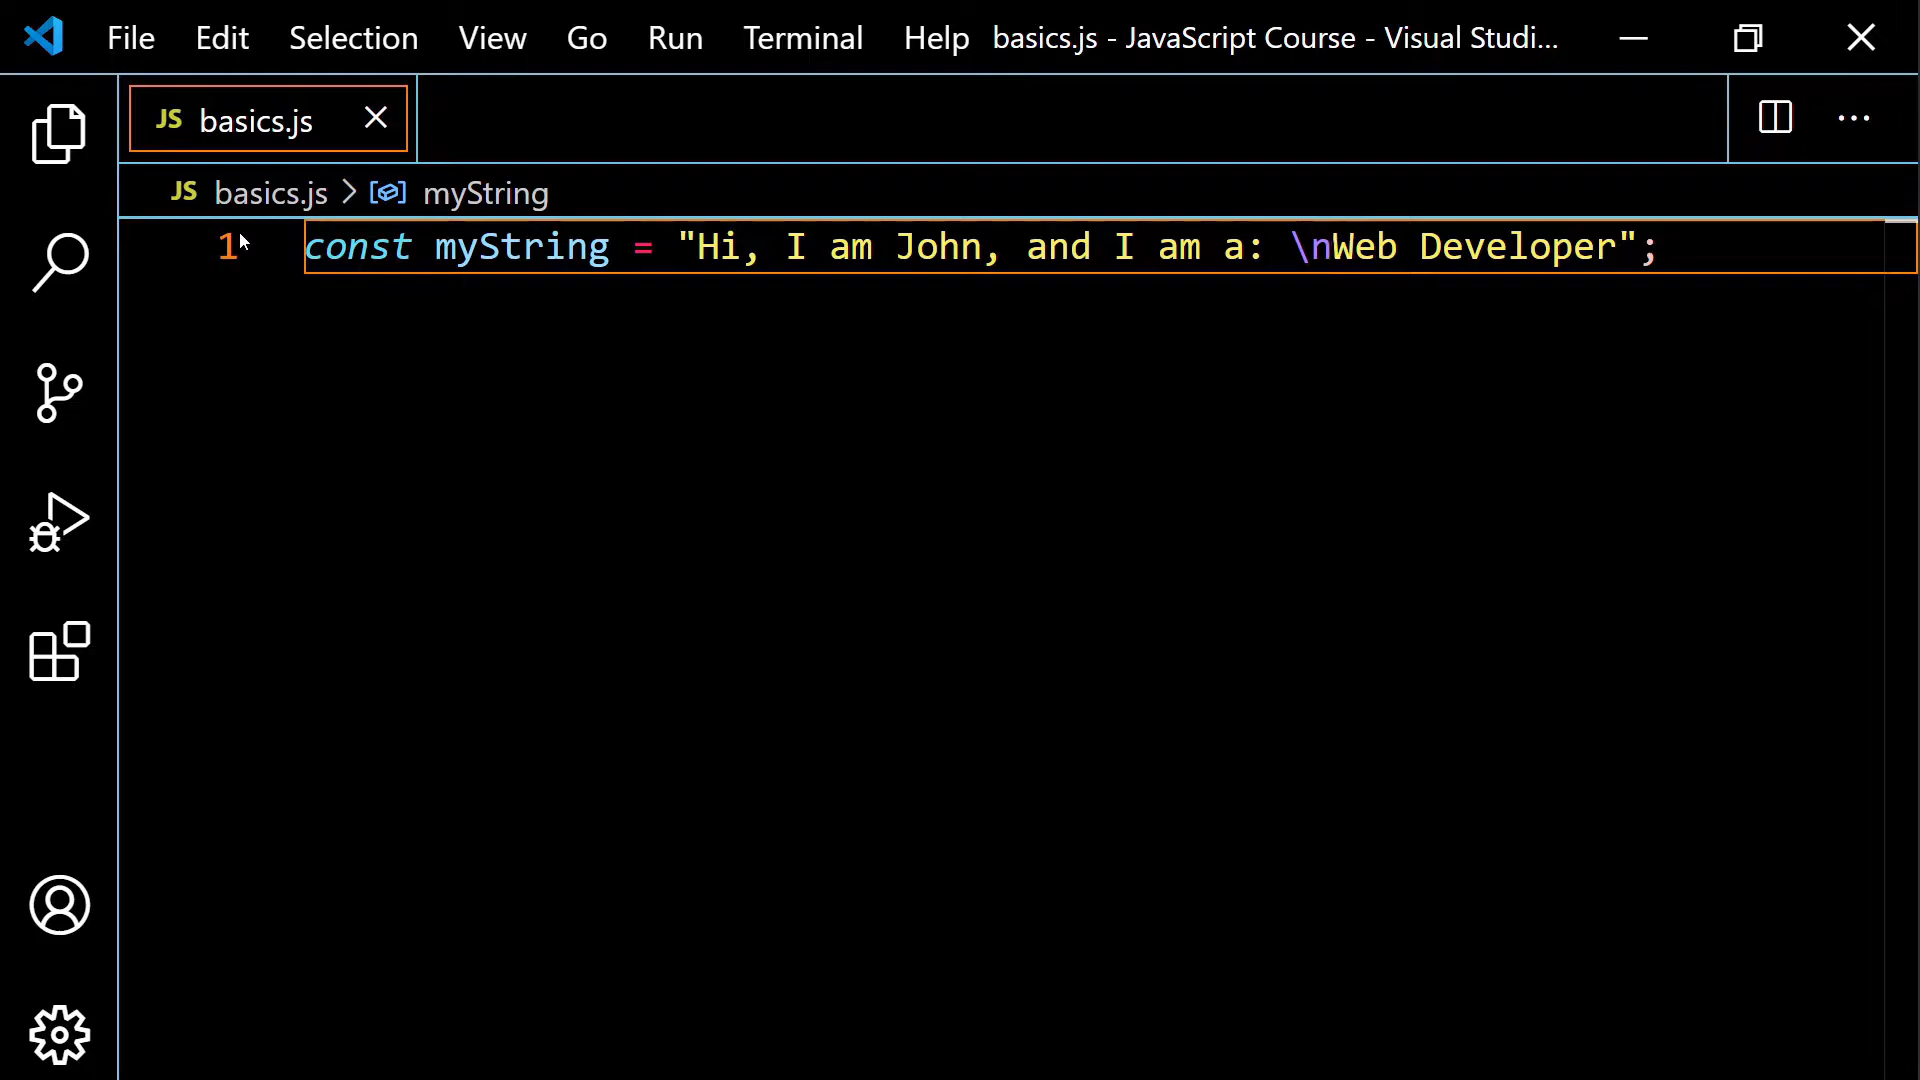 File Edit Selection View Go Run Terminal Help basics.js - JavaScript Course - Visual Studi...
JS basics.js
JS basics.js > myString
1 const myString = "Hi, I am John, and I am a: \nWeb Developer";